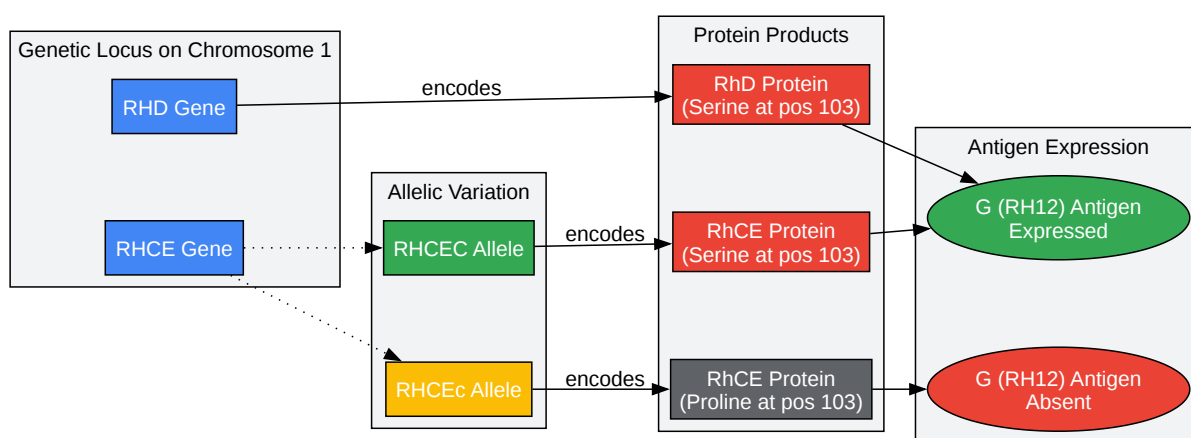 Genetic Locus on Chromosome 1
RHD Gene
RHCE Gene
encodes
Allelic Variation
RHCEC Allele
RHCEc Allele
encodes
encodes
Protein Products
RhD Protein
(Serine at pos 103)
RhCE Protein
(Serine at pos 103)
RhCE Protein
(Proline at pos 103)
Antigen Expression
G (RH12) Antigen
Expressed
G (RH12) Antigen
Absent